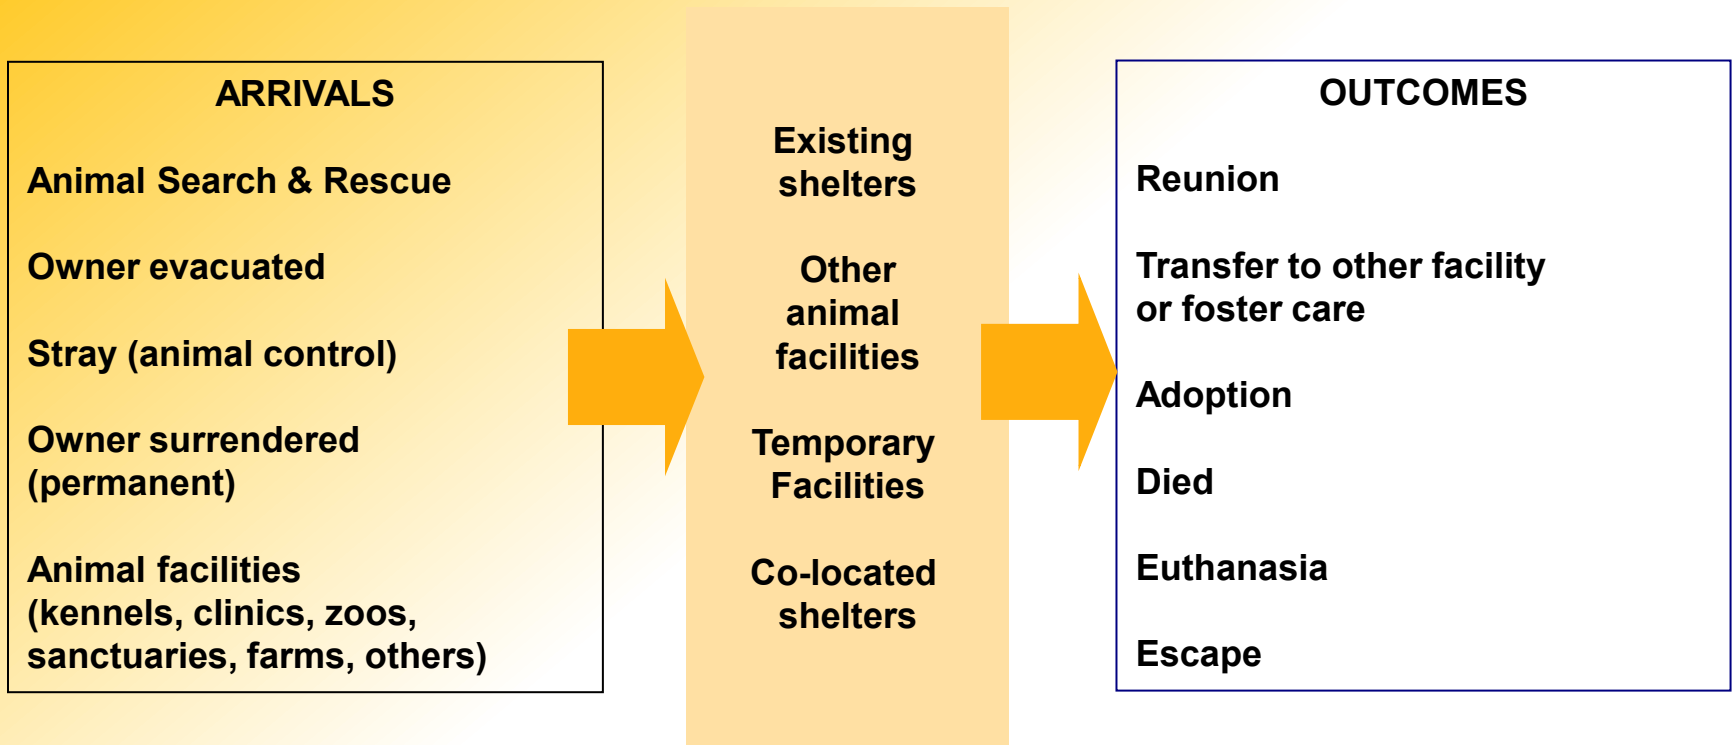 ARRIVALS
Animal Search & Rescue
Owner evacuated
Stray (animal control)
Owner surrendered
(permanent)
Animal facilities
(kennels, clinics, zoos,
sanctuaries, farms, others)
Existing
shelters
Other
animal
facilities
Temporary
Facilities
Co-located
shelters
OUTCOMES
Reunion
Transfer to other facility
or foster care
Adoption
Died
Euthanasia
Escape